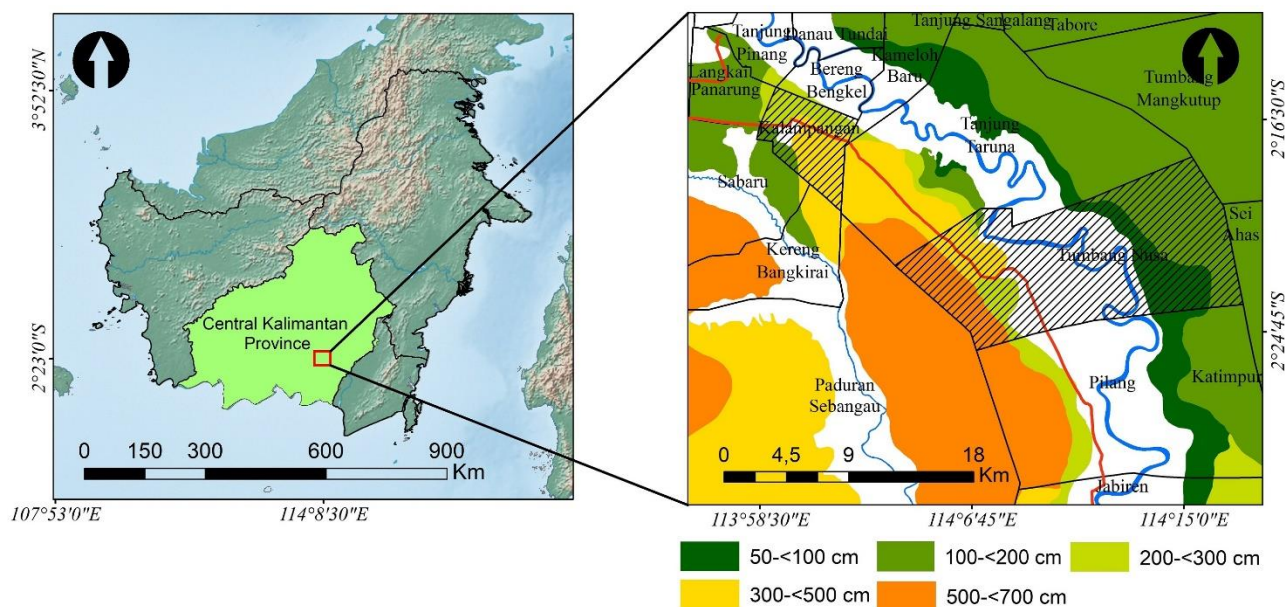 3°52'30"N
2°23'0"S
107°53'0"E
114°8'30"E
Central Kalimantan
Province
0 150 300 600 900
Km
Tanjung Sangalang
Tabore
Tanjung
Pinang
Danau Tundai
Kameloh
Baru
Langkai
Panarung
Bereng
Bengkel
Tumbang
Mangkutup
Kalampangan
Tanjung
Taruna
Sabaru
Sei
Ahas
Kereng
Bangkirai
Tumbang Nusa
Paduran
Sebangau
Pilang
Katimpun
Jabiren
0 4,5 9 18
Km
2°16'30"S
2°24'45"S
113°58'30"E
114°6'45"E
114°15'0"E
50-<100 cm
100-<200 cm
200-<300 cm
300-<500 cm
500-<700 cm